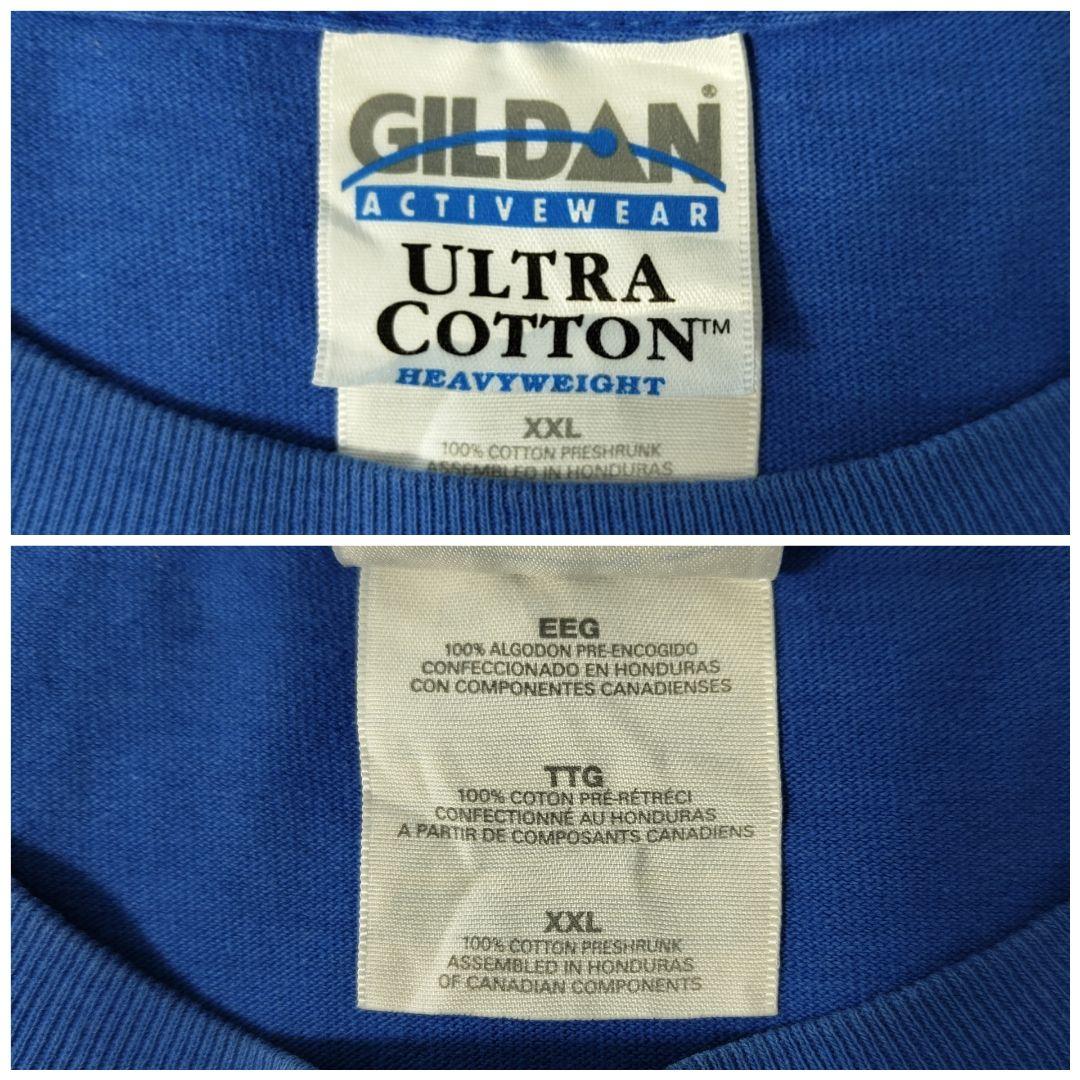 GILDAN®
ACTIVEWEAR
ULTRA
COTTON™
HEAVYWEIGHT
XXL
100% COTTON PRESHRUNK
ASSEMBLED IN HONDURAS
EEG
100% ALGODON PRE-ENCOGIDO
CONFECCIONADO EN HONDURAS
CON COMPONENTES CANADIENSES
TTG
100% COTON PRÉ-RÉTRÉCI
CONFECTIONNÉ AU HONDURAS
A PARTIR DE COMPOSANTS CANADIENS
XXL
100% COTTON PRESHRUNK
ASSEMBLED IN HONDURAS
OF CANADIAN COMPONENTS